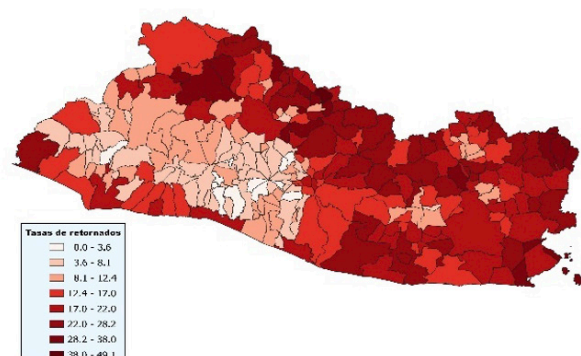 Tasas de retornados
0.0 - 3.6
3.6 - 8.1
8.1 - 12.4
12.4 - 17.0
17.0 - 22.0
22.0 - 28.2
28.2 - 38.0
38.0 - 49.1